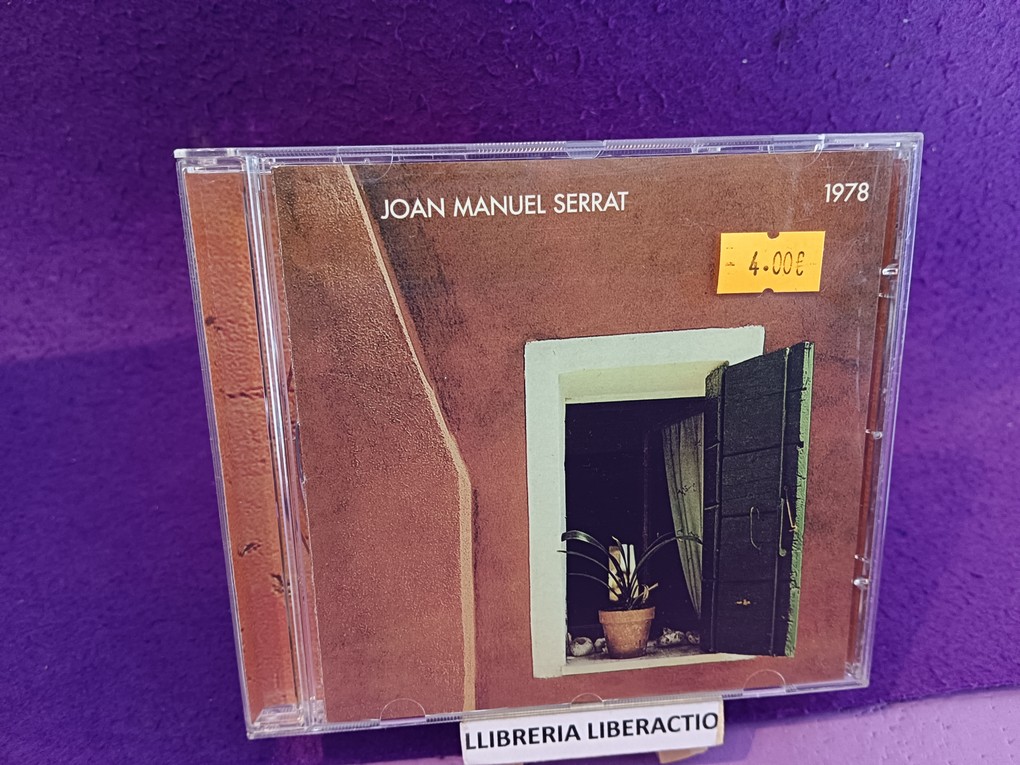 JOAN MANUEL SERRAT
1978
4.00€
LLIBRERIA LIBERACTIO